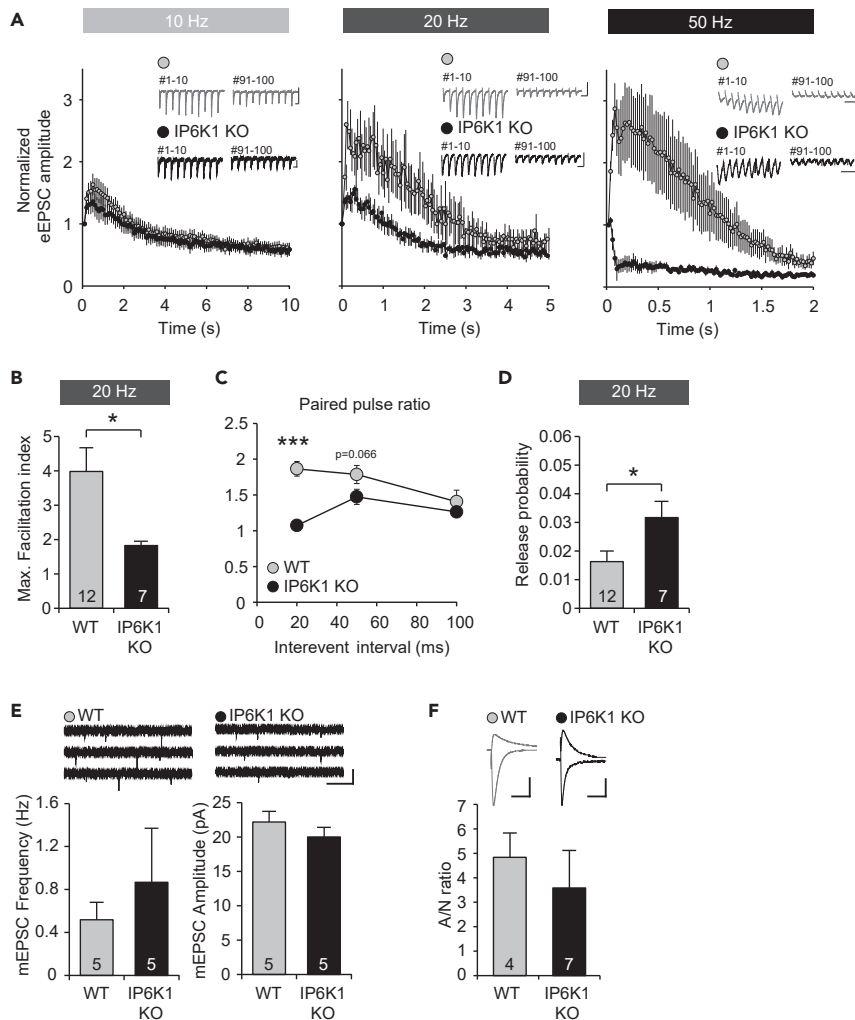 A
10 Hz
20 Hz
50 Hz
#1-10
#91-100
IP6K1 KO
#1-10
#91-100
#1-10
#91-100
IP6K1 KO
#1-10
#91-100
#1-10
#91-100
IP6K1 KO
#1-10
#91-100
Normalized
eEPSC amplitude
3
2
1
0
0 2 4 6 8 10
Time (s)
0 1 2 3 4 5
Time (s)
0 0.5 1 1.5 2
Time (s)
B
20 Hz
*
Max. Facilitation index
5
4
3
2
1
0
12
7
WT
IP6K1
KO
C
Paired pulse ratio
2.5
2
1.5
1
0.5
0
***
p=0.066
WT
IP6K1 KO
0 20 40 60 80 100
Interevent interval (ms)
D
20 Hz
*
Release probability
0.06
0.05
0.04
0.03
0.02
0.01
0
12
7
WT
IP6K1
KO
E
WT
IP6K1 KO
mEPSC Frequency (Hz)
1.6
1.2
0.8
0.4
0
5
5
WT
IP6K1
KO
mEPSC Amplitude (pA)
25
20
15
10
5
0
5
5
WT
IP6K1
KO
F
WT
IP6K1 KO
A/N ratio
7
6
5
4
3
2
1
0
4
7
WT
IP6K1
KO